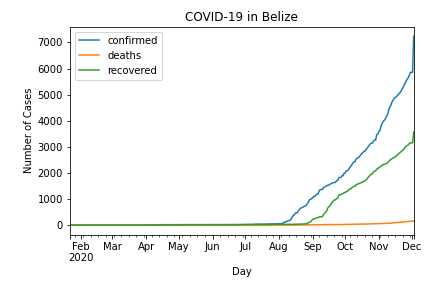 COVID-19 in Belize
confirmed
deaths
recovered
Number of Cases
7000
6000
5000
4000
3000
2000
1000
0
Feb Mar Apr May Jun Jul Aug Sep Oct Nov Dec
2020
Day